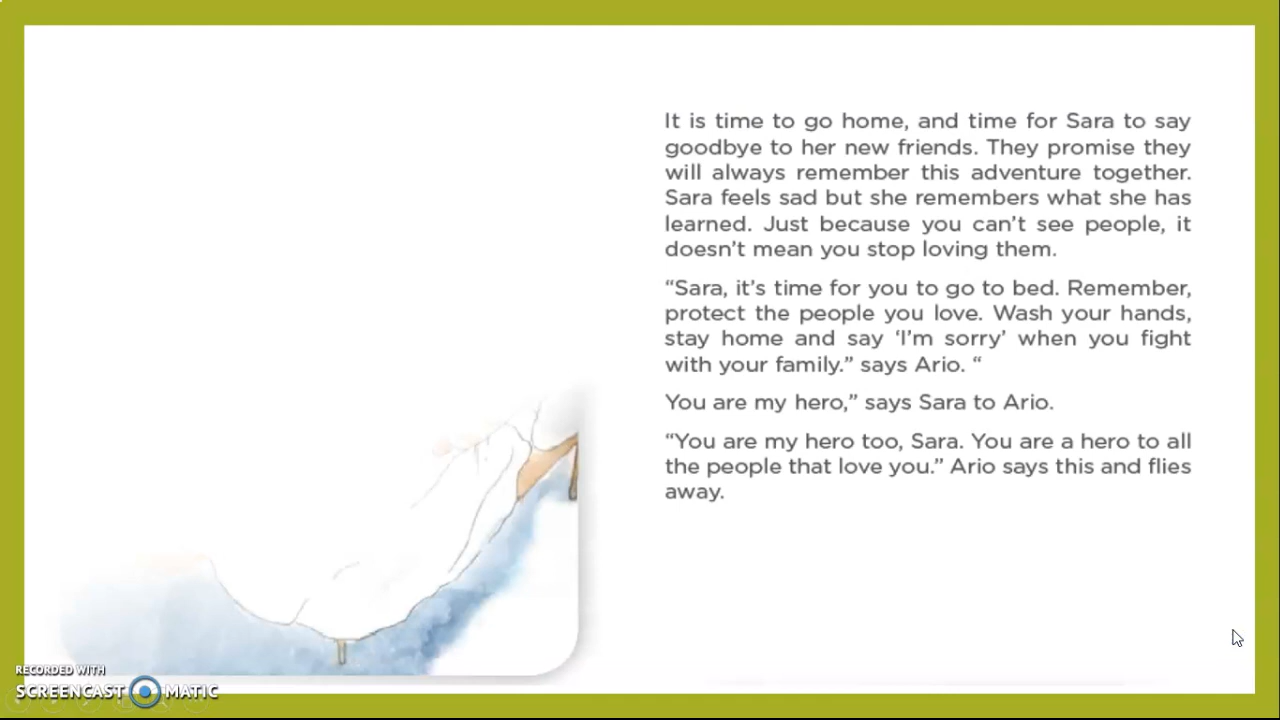 It is time to go home, and time for Sara to say
goodbye to her new friends. They promise they
will always remember this adventure together.
Sara feels sad but she remembers what she has
learned. Just because you can’t see people, it
doesn’t mean you stop loving them.
“Sara, it’s time for you to go to bed. Remember,
protect the people you love. Wash your hands,
stay home and say ‘I’m sorry’ when you fight
with your family.” says Ario. “
You are my hero,” says Sara to Ario.
“You are my hero too, Sara. You are a hero to all
the people that love you.” Ario says this and flies
away.
RECORDED WITH
SCREENCAST MATIC